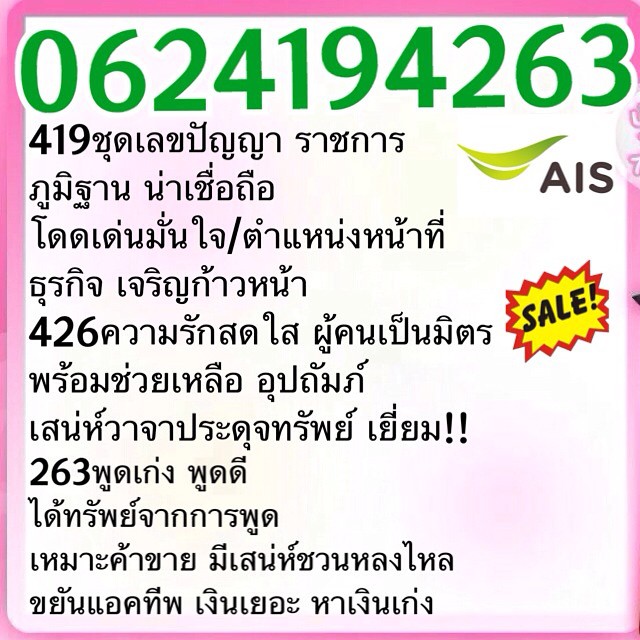 0624194263
419ชุดเลขปัญญา ราชการ
ภูมิฐาน น่าเชื่อถือ
AIS
โดดเด่นมั่นใจ/ตำแหน่งหน้าที่
ธุรกิจ เจริญก้าวหน้า
SALE!
426ความรักสดใส ผู้คนเป็นมิตร
พร้อมช่วยเหลือ อุปถัมภ์
เสน่ห์วาจาประดุจทรัพย์ เยี่ยม!!
263พูดเก่ง พูดดี
ได้ทรัพย์จากการพูด
เหมาะค้าขาย มีเสน่ห์ชวนหลงไหล
ขยันแอคทีพ เงินเยอะ หาเงินเก่ง